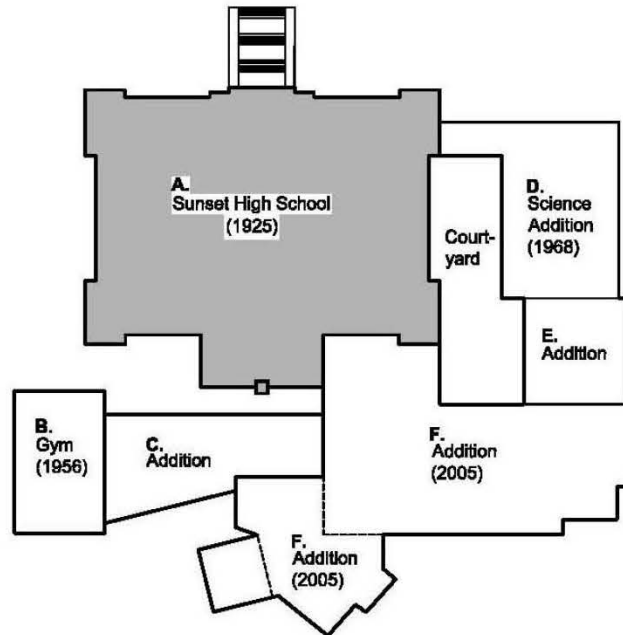 A.
Sunset High School
(1925)
D.
Science
Addition
(1968)
Court-
yard
E.
Addition
B.
Gym
(1956)
C.
Addition
F.
Addition
(2005)
F.
Addition
(2005)